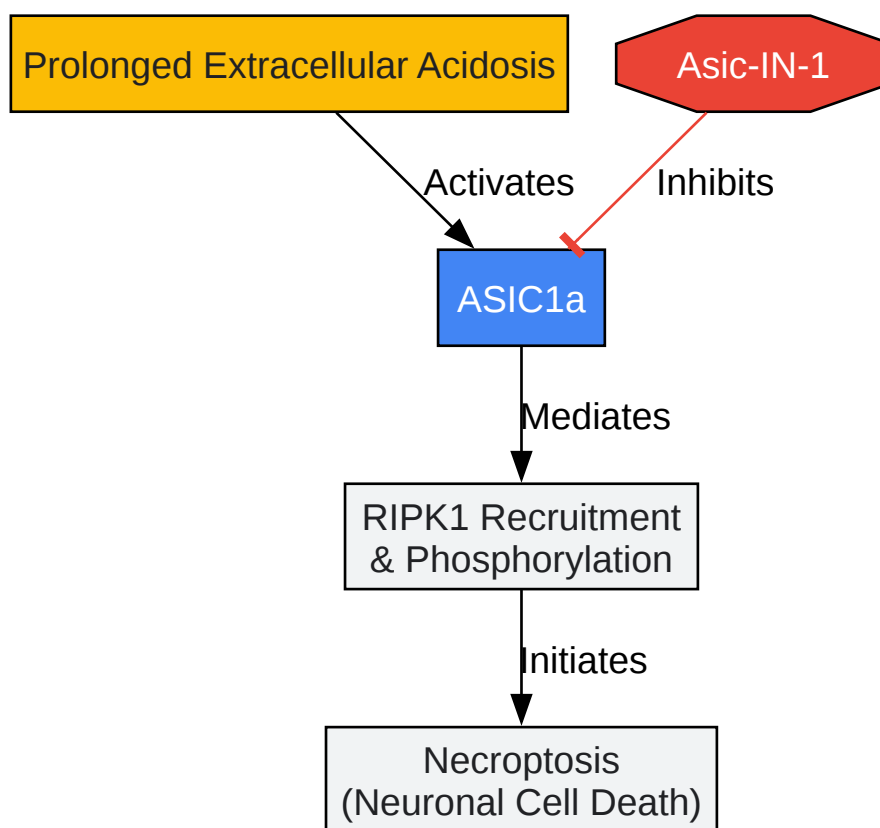 Prolonged Extracellular Acidosis
Asic-IN-1
Activates
Inhibits
ASIC1a
Mediates
RIPK1 Recruitment
& Phosphorylation
Initiates
Necroptosis
(Neuronal Cell Death)